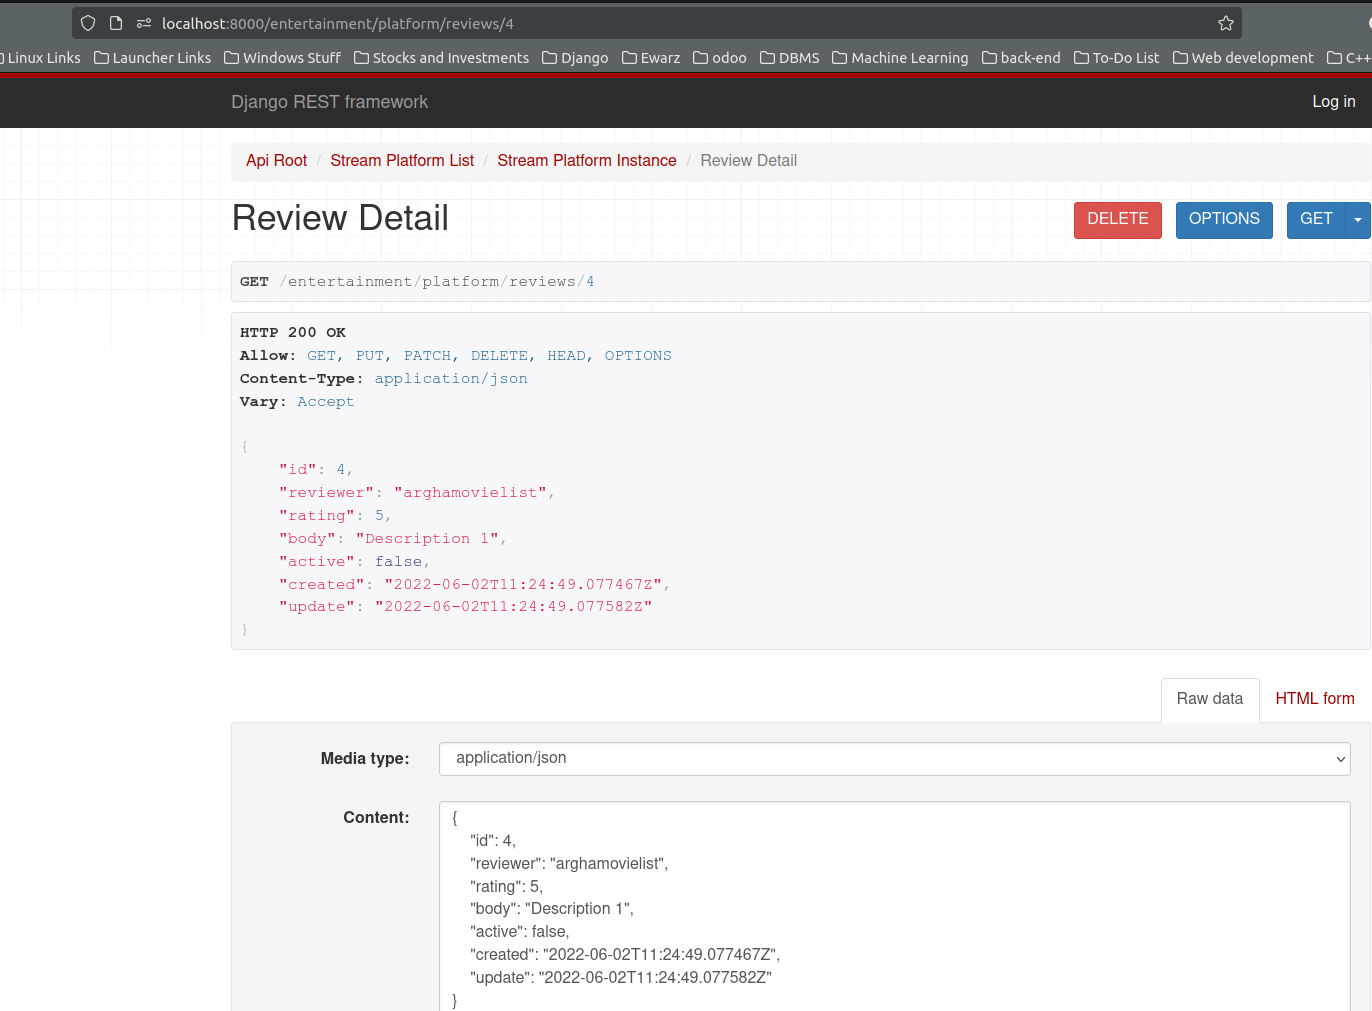 localhost:8000/entertainment/platform/reviews/4
Linux Links Launcher Links Windows Stuff Stocks and Investments Django Ewarz odoo DBMS Machine Learning back-end To-Do List Web development C++
Django REST framework Log in
Api Root / Stream Platform List / Stream Platform Instance / Review Detail
Review Detail DELETE OPTIONS GET
GET /entertainment/platform/reviews/4
HTTP 200 OK
Allow: GET, PUT, PATCH, DELETE, HEAD, OPTIONS
Content-Type: application/json
Vary: Accept
{
"id": 4,
"reviewer": "arghamovielist",
"rating": 5,
"body": "Description 1",
"active": false,
"created": "2022-06-02T11:24:49.077467Z",
"update": "2022-06-02T11:24:49.077582Z"
}
Raw data HTML form
Media type: application/json
Content: {
"id": 4,
"reviewer": "arghamovielist",
"rating": 5,
"body": "Description 1",
"active": false,
"created": "2022-06-02T11:24:49.077467Z",
"update": "2022-06-02T11:24:49.077582Z"
}